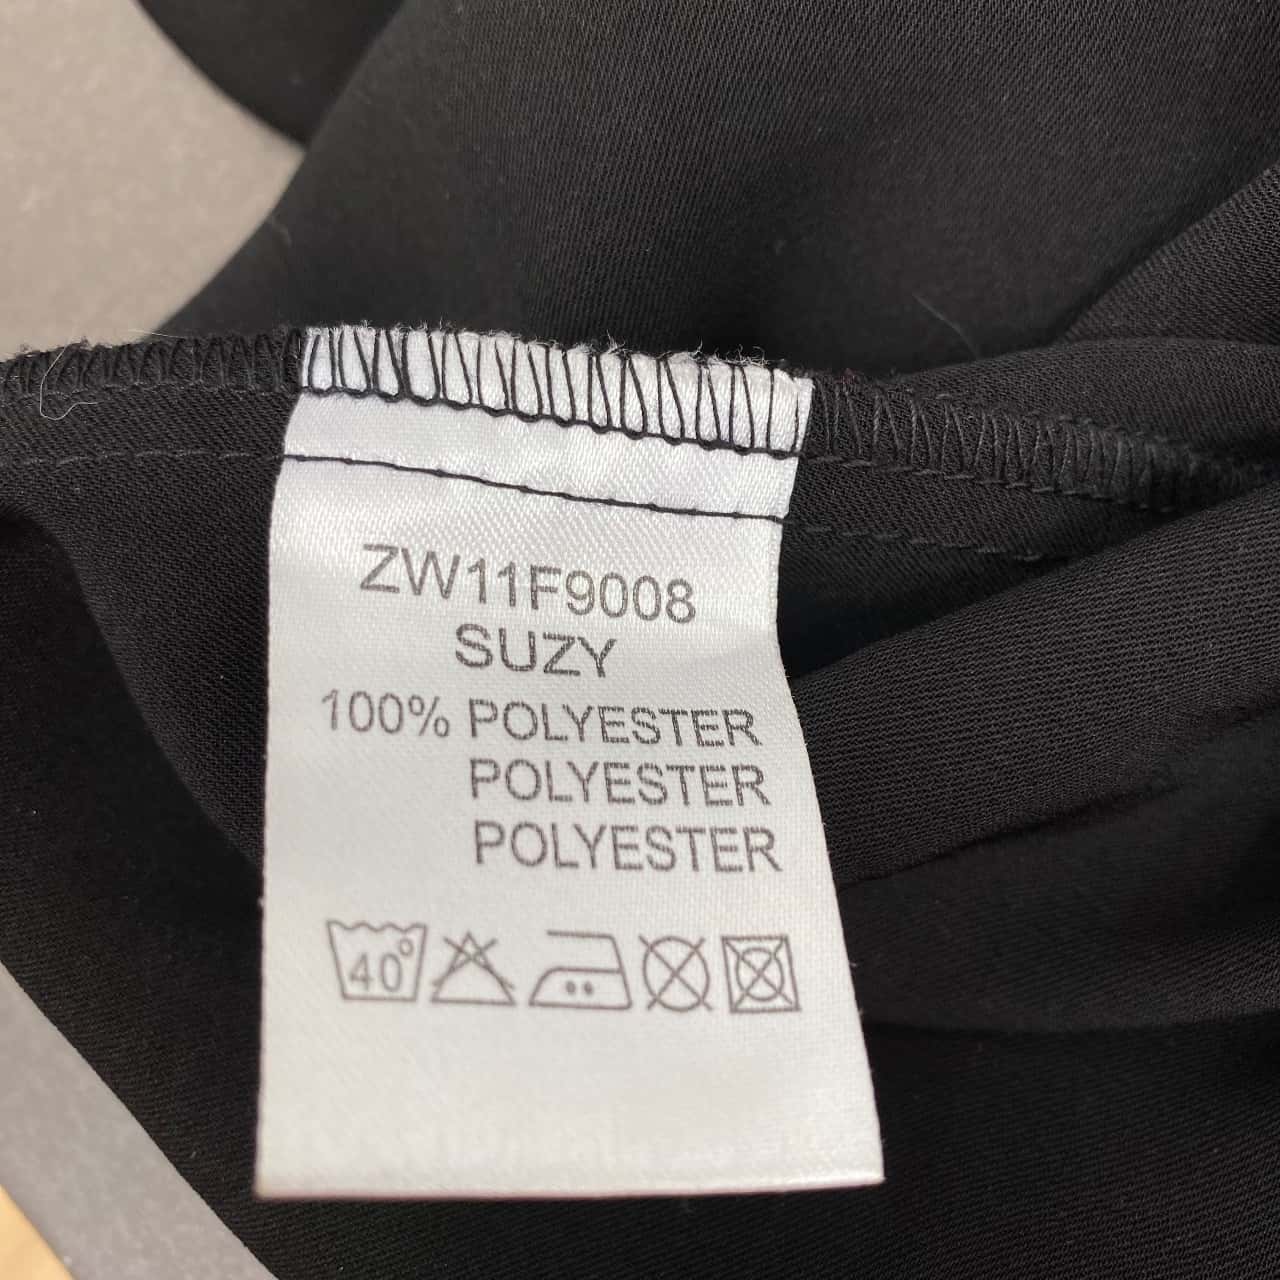 ZW11F9008
SUZY
100% POLYESTER
POLYESTER
POLYESTER
40°